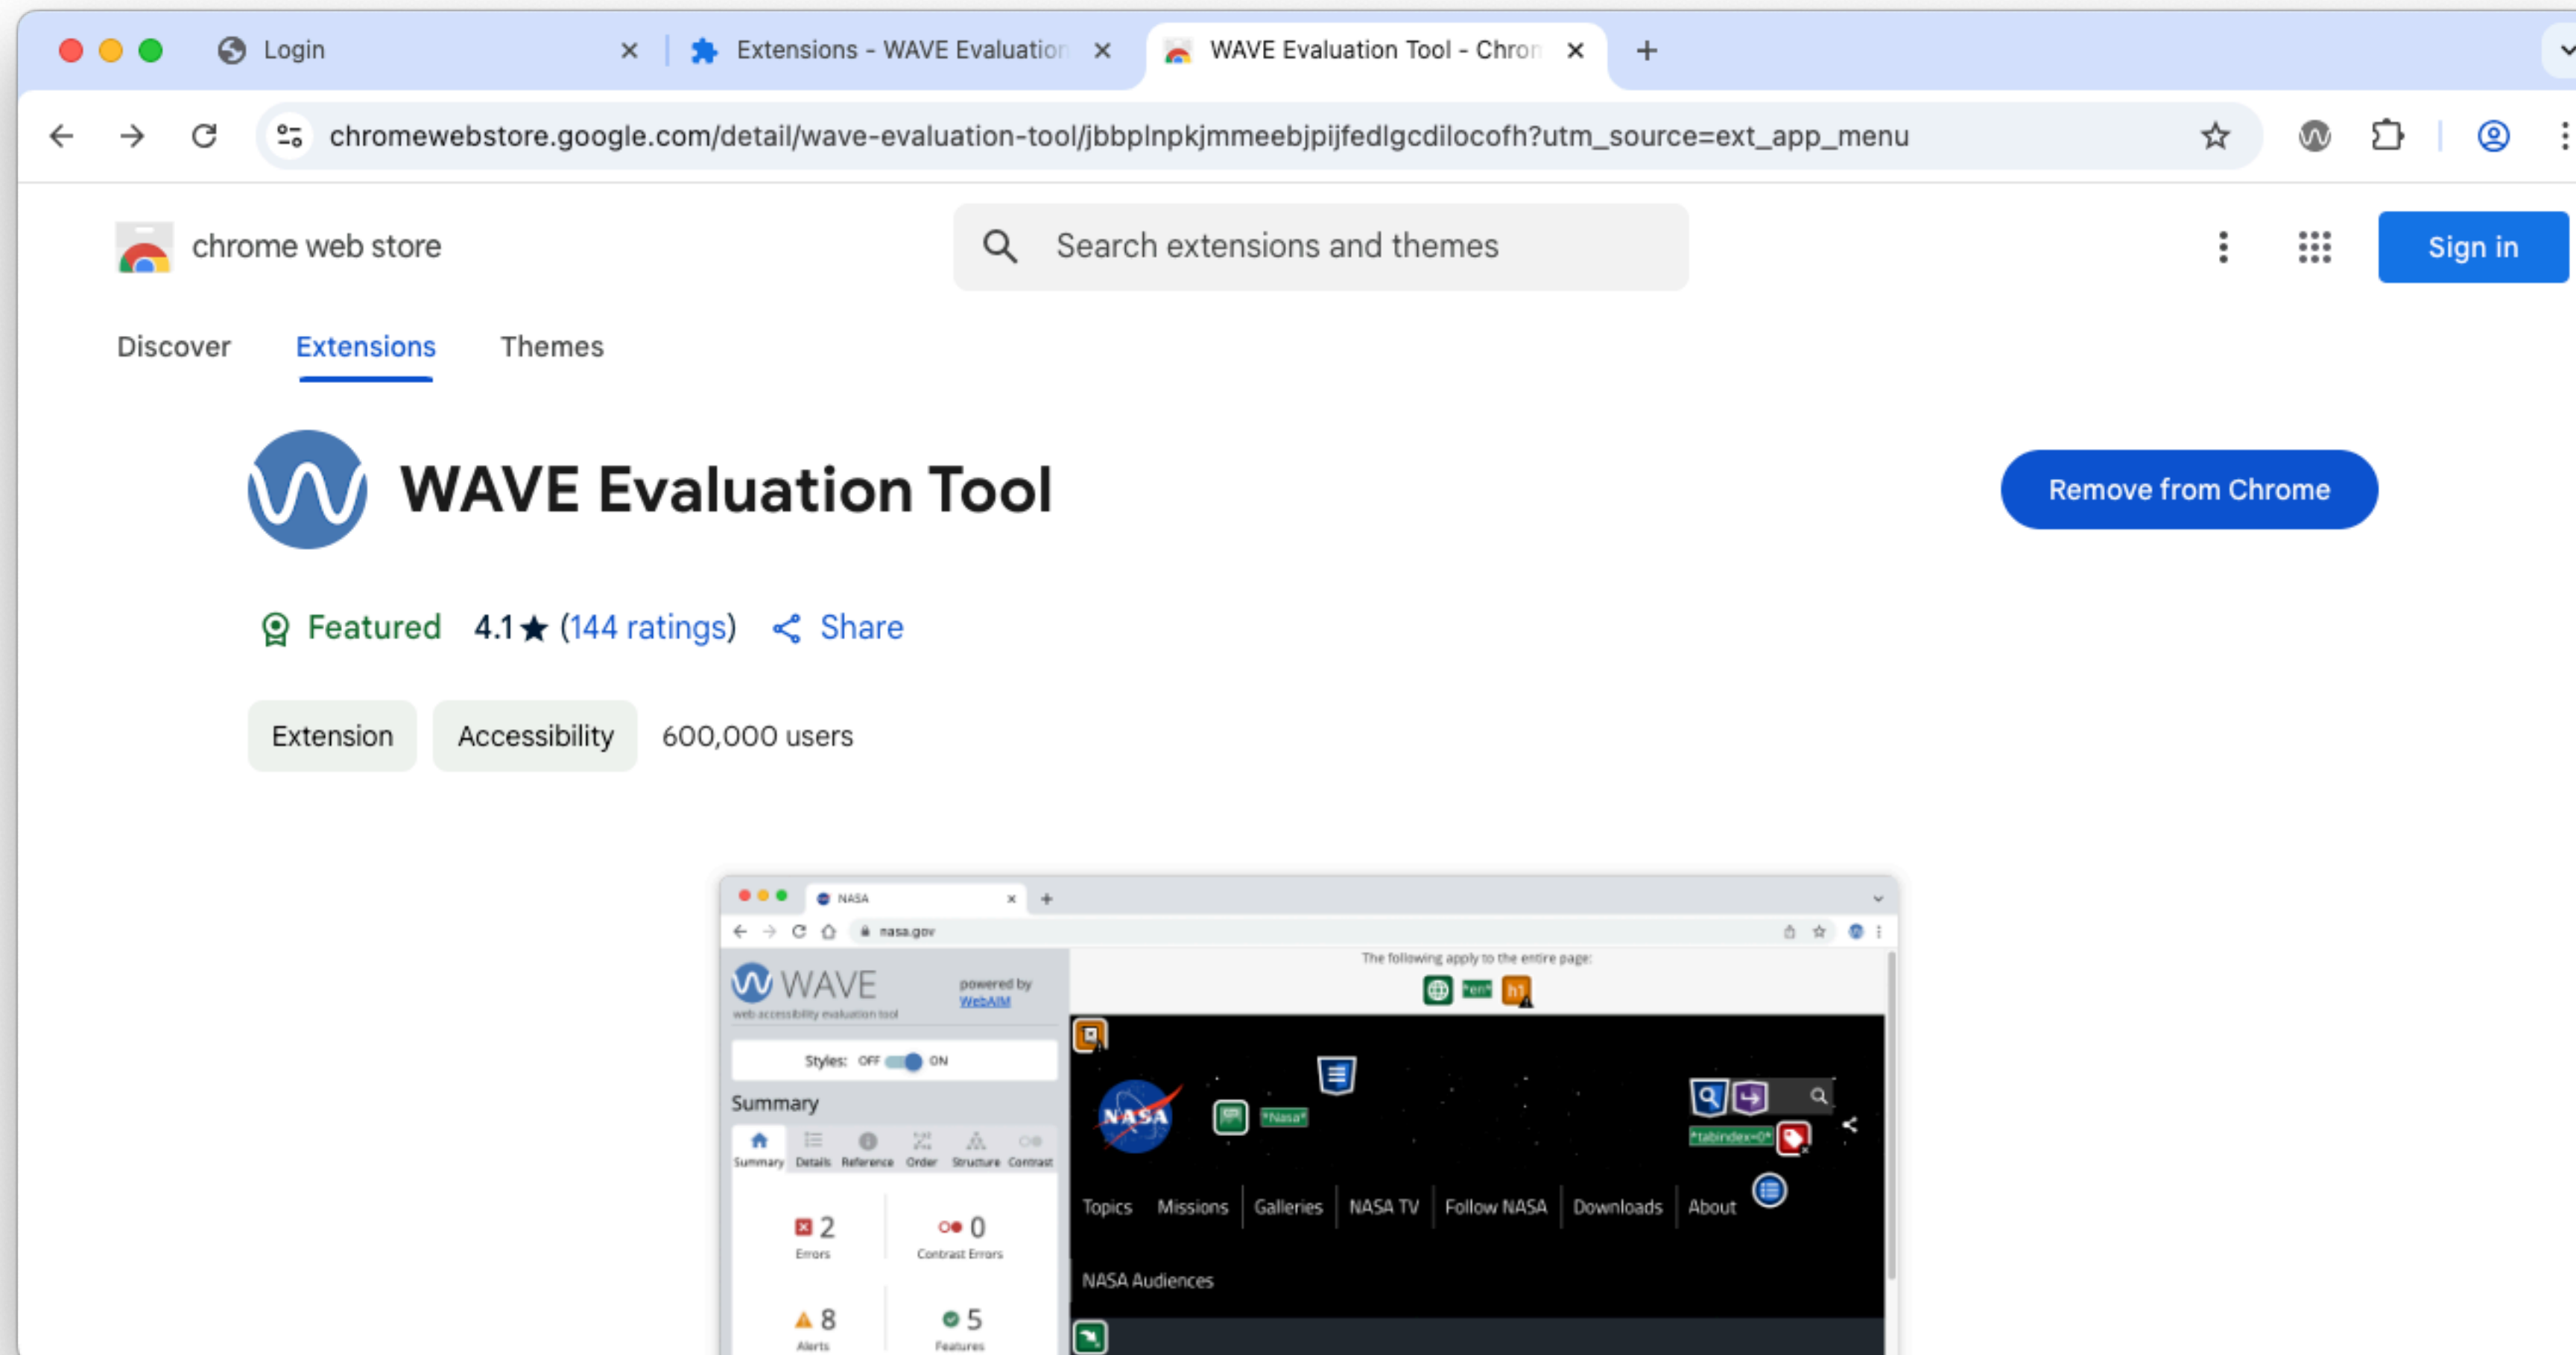 Login
Extensions - WAVE Evaluation
WAVE Evaluation Tool - Chrom
chromewebstore.google.com/detail/wave-evaluation-tool/jbbplnpkjmmeebjpijfedlgcdilocofh?utm_source=ext_app_menu
chrome web store
Search extensions and themes
Sign in
Discover
Extensions
Themes
WAVE Evaluation Tool
Remove from Chrome
Featured
4.1★ (144 ratings)
Share
Extension
Accessibility
600,000 users
NASA
nasa.gov
WAVE
powered by
WebAIM
web accessibility evaluation tool
The following apply to the entire page:
*en*
h1
Styles: OFF ON
NASA
*Nasa*
*tabindex=0*
Summary
Summary Details Reference Order Structure Contrast
Topics Missions Galleries NASA TV Follow NASA Downloads About
2
Errors
0
Contrast Errors
NASA Audiences
8
Alerts
5
Features